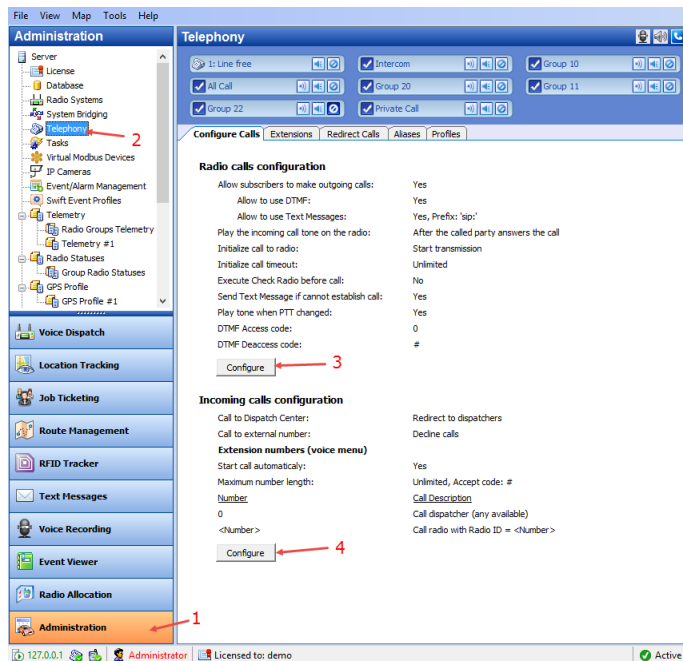 File View Map Tools Help
Administration
Server
License
Database
Radio Systems
System Bridging
Telephony
2
Tasks
Virtual Modbus Devices
IP Cameras
Event/Alarm Management
Swift Event Profiles
Telemetry
Radio Groups Telemetry
Telemetry #1
Radio Statuses
Group Radio Statuses
GPS Profile
GPS Profile #1
Voice Dispatch
Location Tracking
Job Ticketing
Route Management
RFID Tracker
Text Messages
Voice Recording
Event Viewer
Radio Allocation
Administration
1
Telephony
1: Line free Intercom Group 10
All Call Group 20 Group 11
Group 22 Private Call
Configure Calls Extensions Redirect Calls Aliases Profiles
Radio calls configuration
Allow subscribers to make outgoing calls: Yes
Allow to use DTMF: Yes
Allow to use Text Messages: Yes, Prefix: 'sip:'
Play the incoming call tone on the radio: After the called party answers the call
Initialize call to radio: Start transmission
Initialize call timeout: Unlimited
Execute Check Radio before call: No
Send Text Message if cannot establish call: Yes
Play tone when PTT changed: Yes
DTMF Access code: 0
DTMF Deaccess code: #
Configure 3
Incoming calls configuration
Call to Dispatch Center: Redirect to dispatchers
Call to external number: Decline calls
Extension numbers (voice menu)
Start call automaticaly: Yes
Maximum number length: Unlimited, Accept code: #
Number Call Description
0 Call dispatcher (any available)
<Number> Call radio with Radio ID = <Number>
Configure 4
127.0.0.1 Administrator Licensed to: demo Active